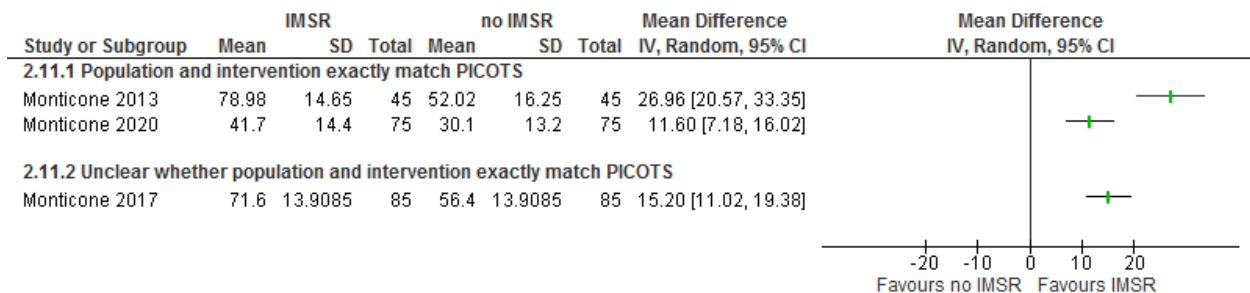 IMSR no IMSR Mean Difference Mean Difference
Study or Subgroup Mean SD Total Mean SD Total IV, Random, 95% CI IV, Random, 95% CI
2.11.1 Population and intervention exactly match PICOTS
Monticone 2013 78.98 14.65 45 52.02 16.25 45 26.96 [20.57, 33.35]
Monticone 2020 41.7 14.4 75 30.1 13.2 75 11.60 [7.18, 16.02]
2.11.2 Unclear whether population and intervention exactly match PICOTS
Monticone 2017 71.6 13.9085 85 56.4 13.9085 85 15.20 [11.02, 19.38]
-20 -10 0 10 20
Favours no IMSR Favours IMSR